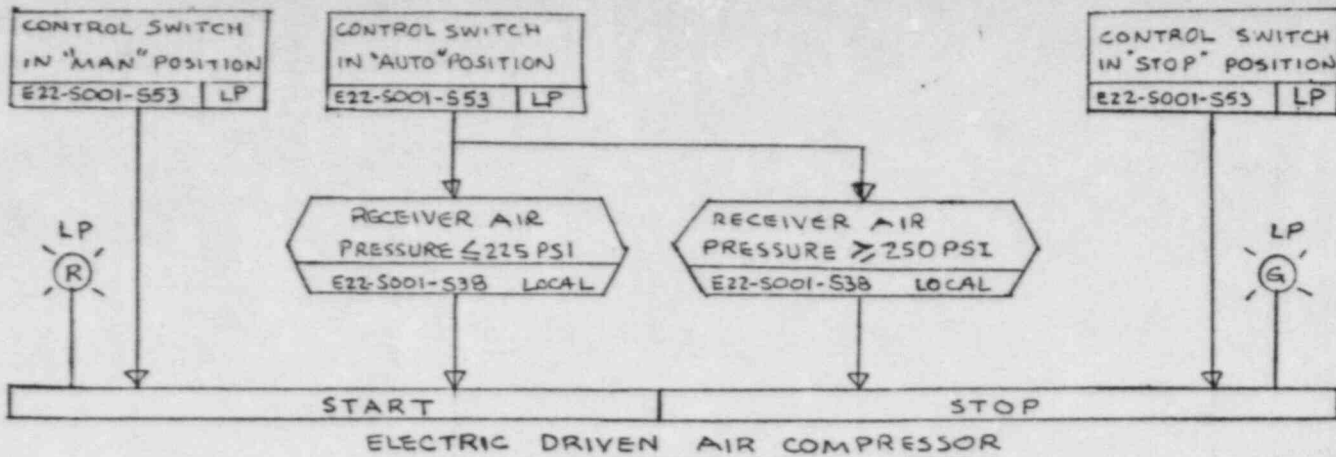 CONTROL SWITCH
IN "MAN" POSITION
E22-S001-S53 LP
CONTROL SWITCH
IN "AUTO" POSITION
E22-S001-S53 LP
CONTROL SWITCH
IN "STOP" POSITION
E22-S001-S53 LP
RECEIVER AIR
PRESSURE ≤ 225 PSI
E22-S001-S38 LOCAL
RECEIVER AIR
PRESSURE ≥ 250 PSI
E22-S001-S38 LOCAL
LP
R
LP
G
START
STOP
ELECTRIC DRIVEN AIR COMPRESSOR